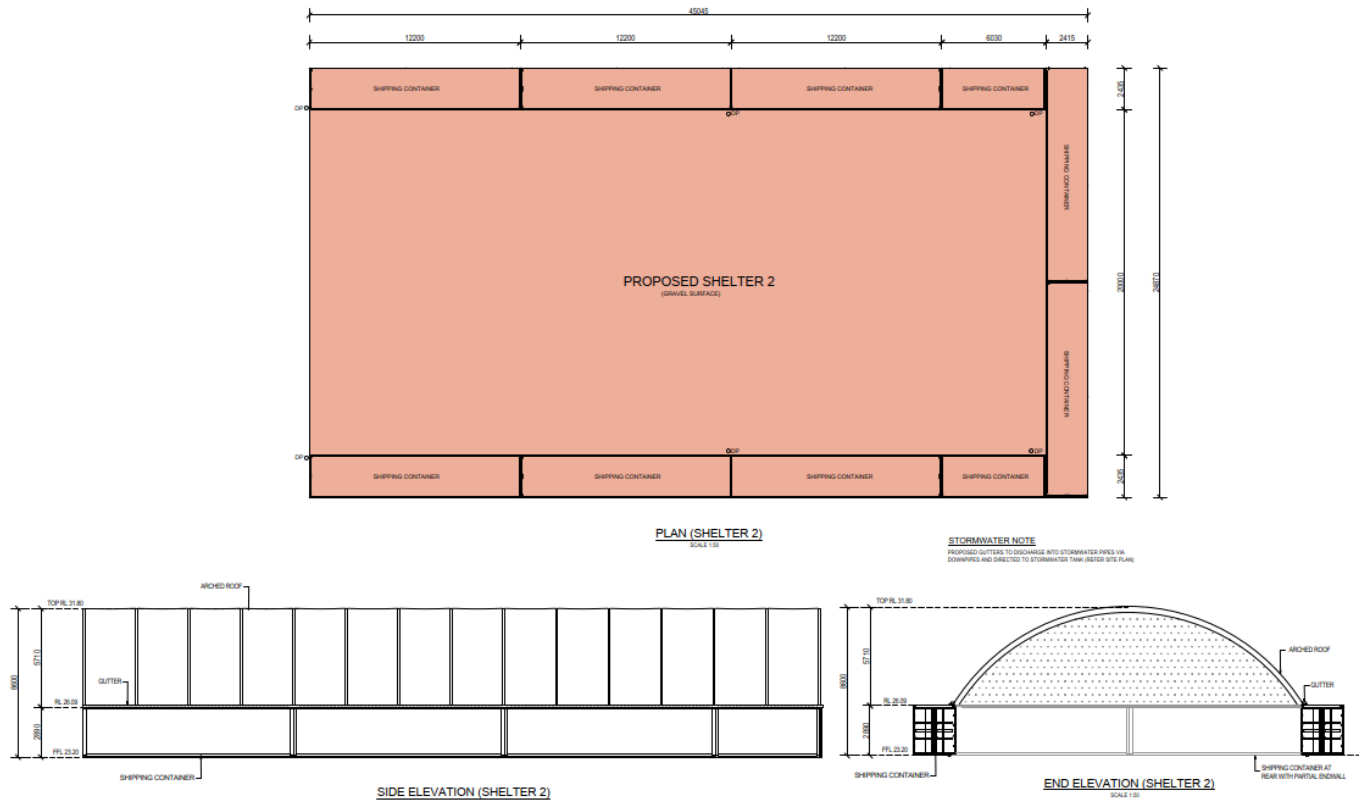 45045
12200 12200 12200 6030 2415
SHIPPING CONTAINER SHIPPING CONTAINER SHIPPING CONTAINER SHIPPING CONTAINER
2435
DP DP DP
SHIPPING CONTAINER
PROPOSED SHELTER 2
(GRAVEL SURFACE)
20000
24870
SHIPPING CONTAINER
DP DP DP
SHIPPING CONTAINER SHIPPING CONTAINER SHIPPING CONTAINER SHIPPING CONTAINER
2435
PLAN (SHELTER 2)
SCALE 1:50
STORMWATER NOTE
PROPOSED GUTTERS TO DISCHARGE INTO STORMWATER PIPES VIA
DOWNPIPES AND DIRECTED TO STORMWATER TANK (REFER SITE PLAN)
ARCHED ROOF
TOP RL 31.80
5710
8600
GUTTER
RL 26.09
2890
FFL 23.20
SHIPPING CONTAINER
SIDE ELEVATION (SHELTER 2)
TOP RL 31.80
5710
8600
ARCHED ROOF
GUTTER
RL 26.09
2890
FFL 23.20
SHIPPING CONTAINER
SHIPPING CONTAINER AT
REAR WITH PARTIAL ENDWALL
END ELEVATION (SHELTER 2)
SCALE 1:50